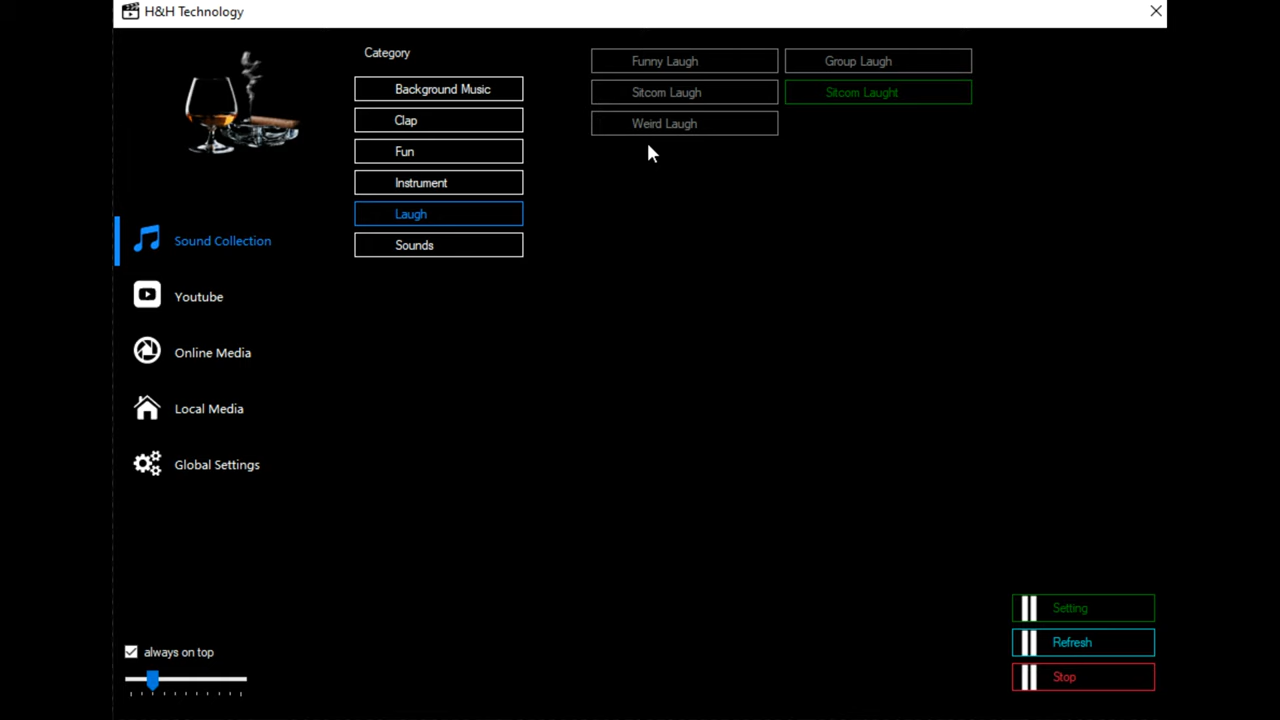 H&H Technology
Category
Background Music
Clap
Fun
Instrument
Laugh
Sounds
Funny Laugh
Group Laugh
Sitcom Laugh
Sitcom Laught
Weird Laugh
Sound Collection
Youtube
Online Media
Local Media
Global Settings
always on top
Setting
Refresh
Stop